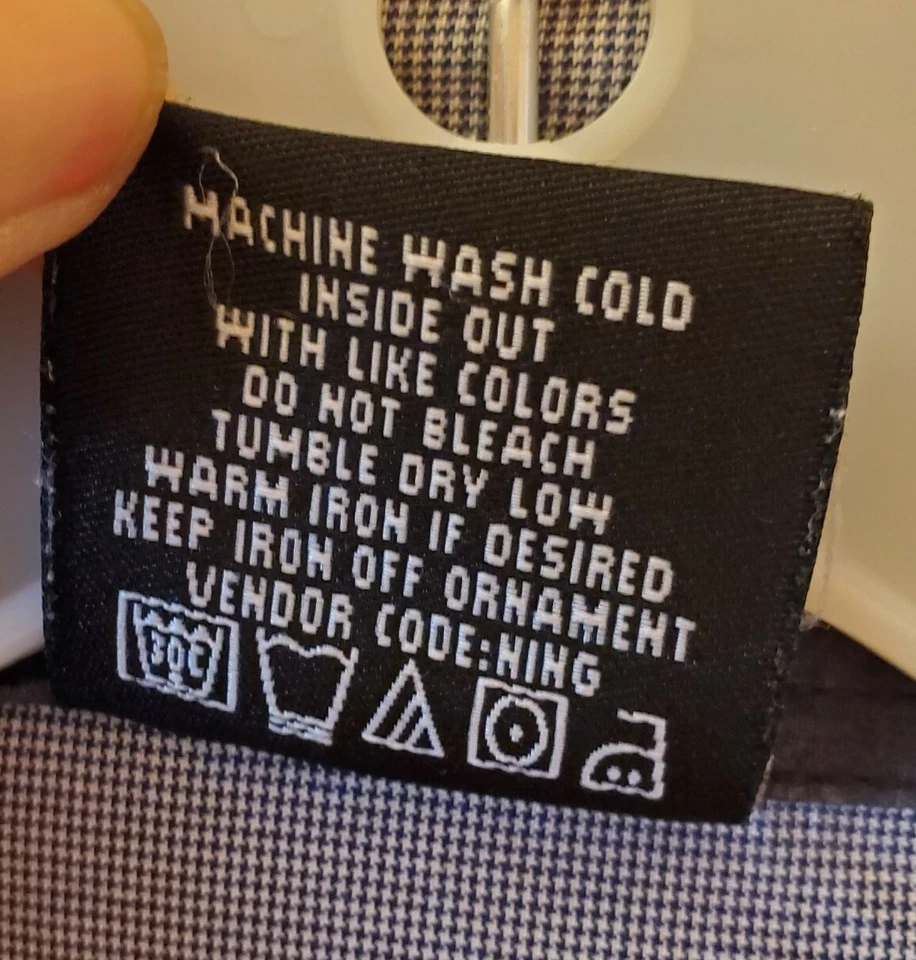 MACHINE WASH COLD
INSIDE OUT
WITH LIKE COLORS
DO NOT BLEACH
TUMBLE DRY LOW
WARM IRON IF DESIRED
KEEP IRON OFF ORNAMENT
VENDOR CODE:NING
30C